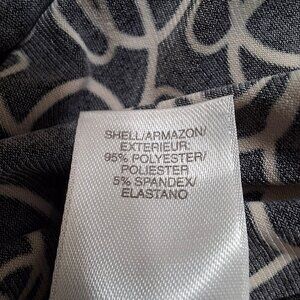 SHELL/ARMAZON/
EXTERIEUR:
95% POLYESTER/
POLIESTER
5% SPANDEX/
ELASTANO